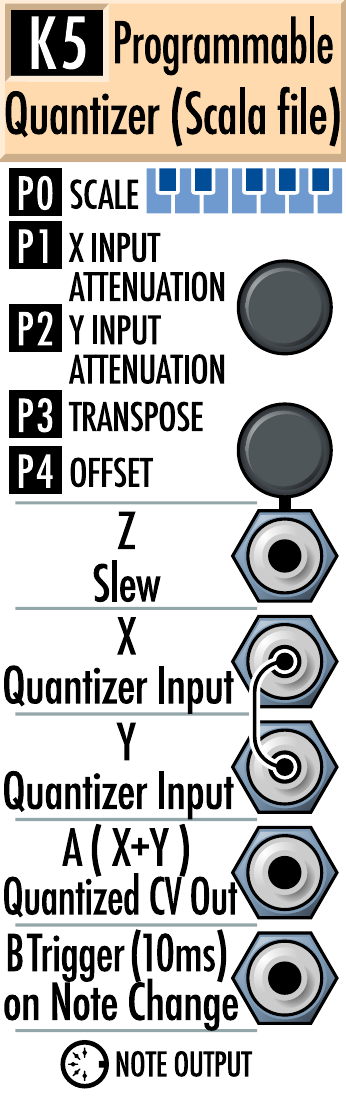 K5 Programmable
Quantizer (Scala file)
P0 SCALE
P1 X INPUT
ATTENUATION
P2 Y INPUT
ATTENUATION
P3 TRANSPOSE
P4 OFFSET
Z
Slew
X
Quantizer Input
Y
Quantizer Input
A ( X+Y )
Quantized CV Out
B Trigger (10ms)
on Note Change
NOTE OUTPUT